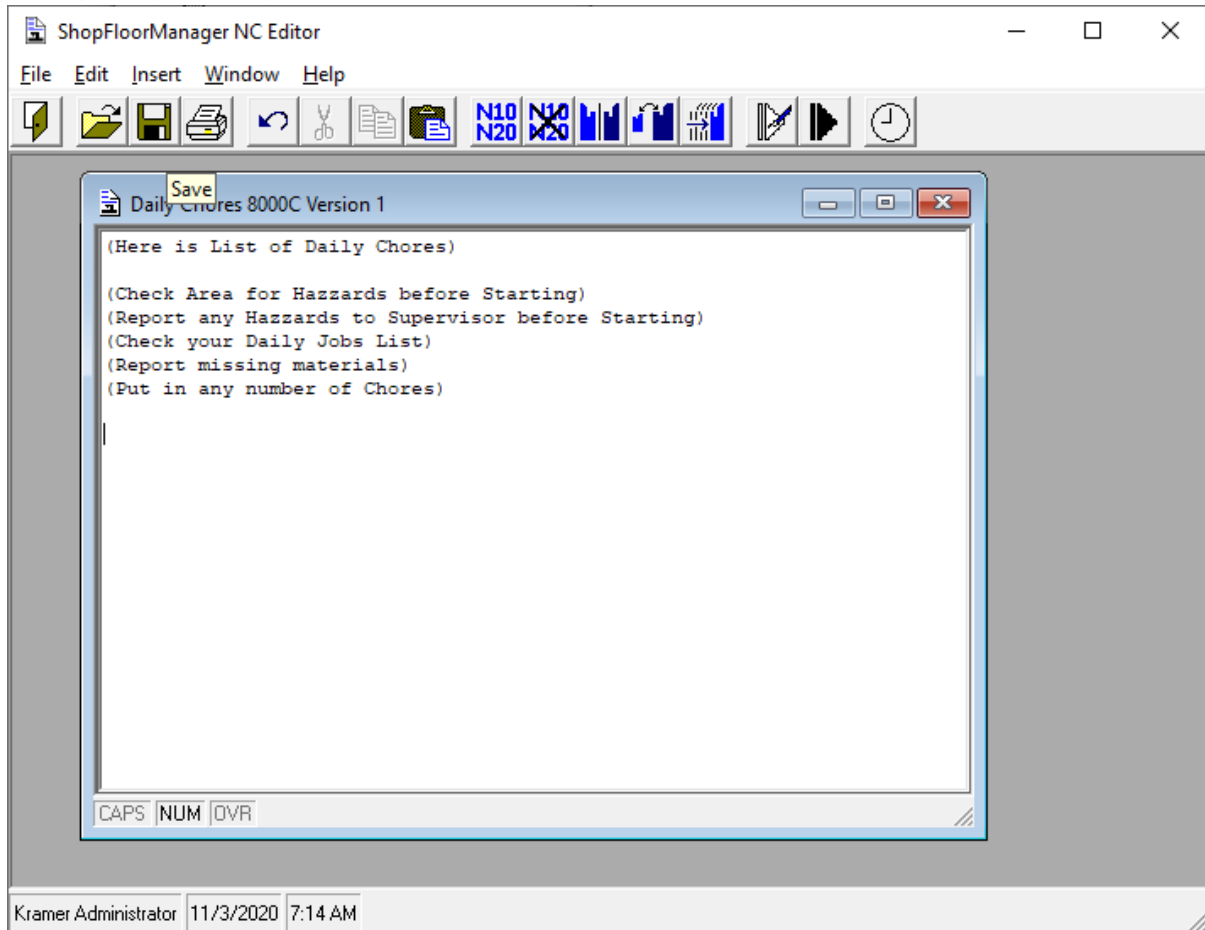 ShopFloorManager NC Editor
File Edit Insert Window Help
N10 N10
N20 N20
Save
Daily Chores 8000C Version 1
(Here is List of Daily Chores)
(Check Area for Hazzards before Starting)
(Report any Hazzards to Supervisor before Starting)
(Check your Daily Jobs List)
(Report missing materials)
(Put in any number of Chores)
CAPS NUM OVR
Kramer Administrator 11/3/2020 7:14 AM